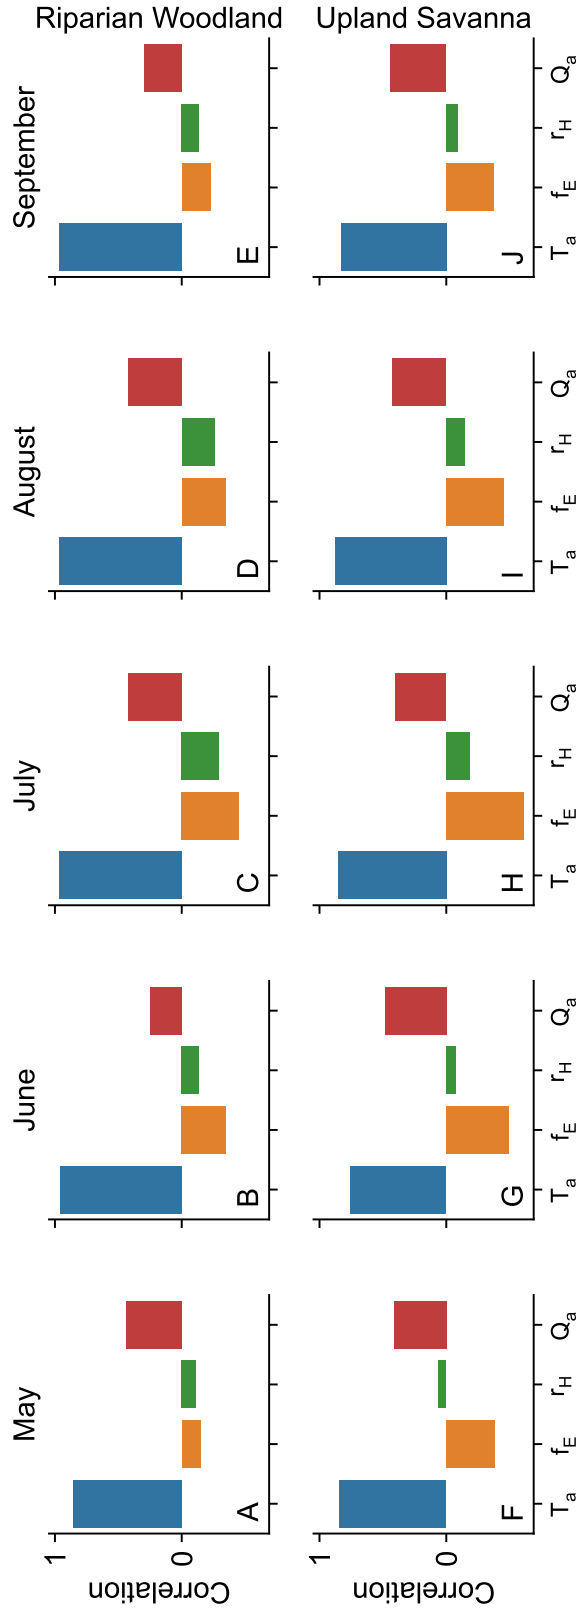 May
June
July
August
September
Correlation
1
0
A
B
C
D
E
Riparian Woodland
Correlation
1
0
F
G
H
I
J
Upland Savanna
Ta fE rH Qa
Ta fE rH Qa
Ta fE rH Qa
Ta fE rH Qa
Ta fE rH Qa